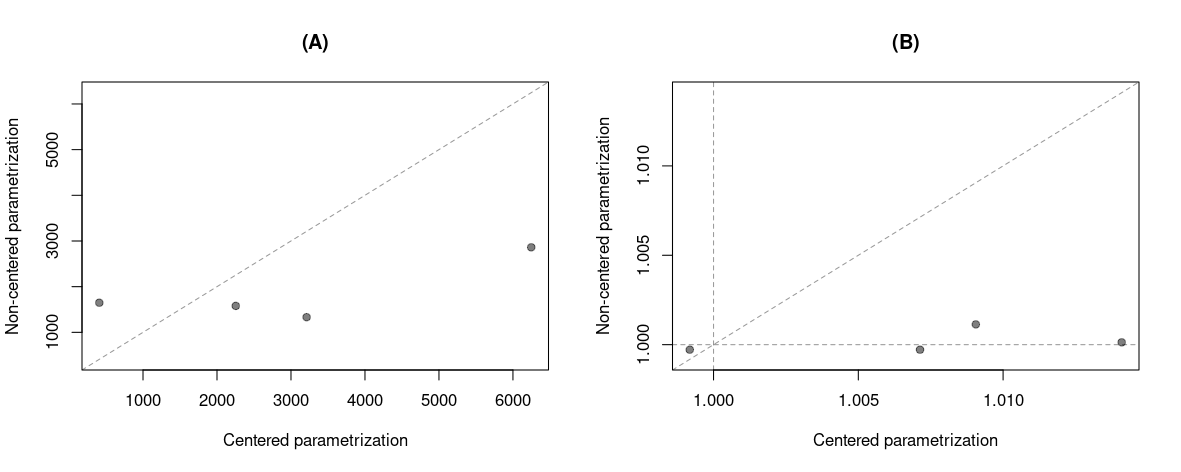 (A)
Non-centered parametrization
5000
3000
1000
1000 2000 3000 4000 5000 6000
Centered parametrization
(B)
Non-centered parametrization
1.010
1.005
1.000
1.000 1.005 1.010
Centered parametrization